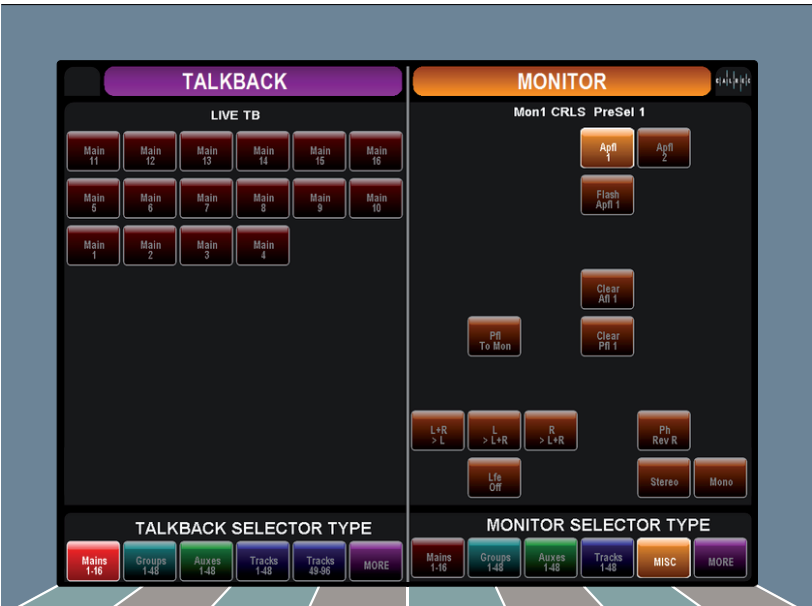 TALKBACK
LIVE TB
Main
11
Main
12
Main
13
Main
14
Main
15
Main
16
Main
5
Main
6
Main
7
Main
8
Main
9
Main
10
Main
1
Main
2
Main
3
Main
4
TALKBACK SELECTOR TYPE
Mains
1-16
Groups
1-48
Auxes
1-48
Tracks
1-48
Tracks
49-96
MORE
MONITOR
CALREC
Mon1 CRLS PreSel 1
Apfl
1
Apfl
2
Flash
Apfl 1
Clear
Afl 1
Pfl
To Mon
Clear
Pfl 1
L+R
> L
L
> L+R
R
> L+R
Ph
Rev R
Lfe
Off
Stereo
Mono
MONITOR SELECTOR TYPE
Mains
1-16
Groups
1-48
Auxes
1-48
Tracks
1-48
MISC
MORE